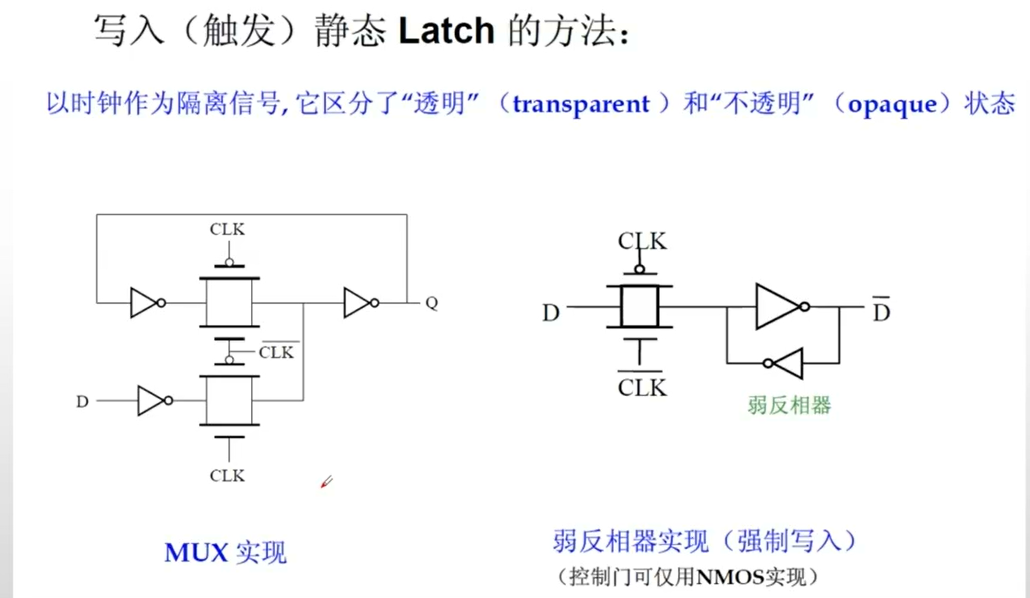 写入（触发）静态 Latch 的方法：
以时钟作为隔离信号, 它区分了“透明” （transparent ）和“不透明” （opaque）状态
CLK
Q
CLK
D
CLK
CLK
D
D
CLK
弱反相器
MUX 实现
弱反相器实现（强制写入）
（控制门可仅用NMOS实现）